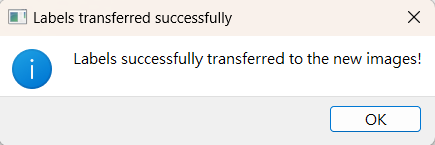 Labels transferred successfully
Labels successfully transferred to the new images!
OK